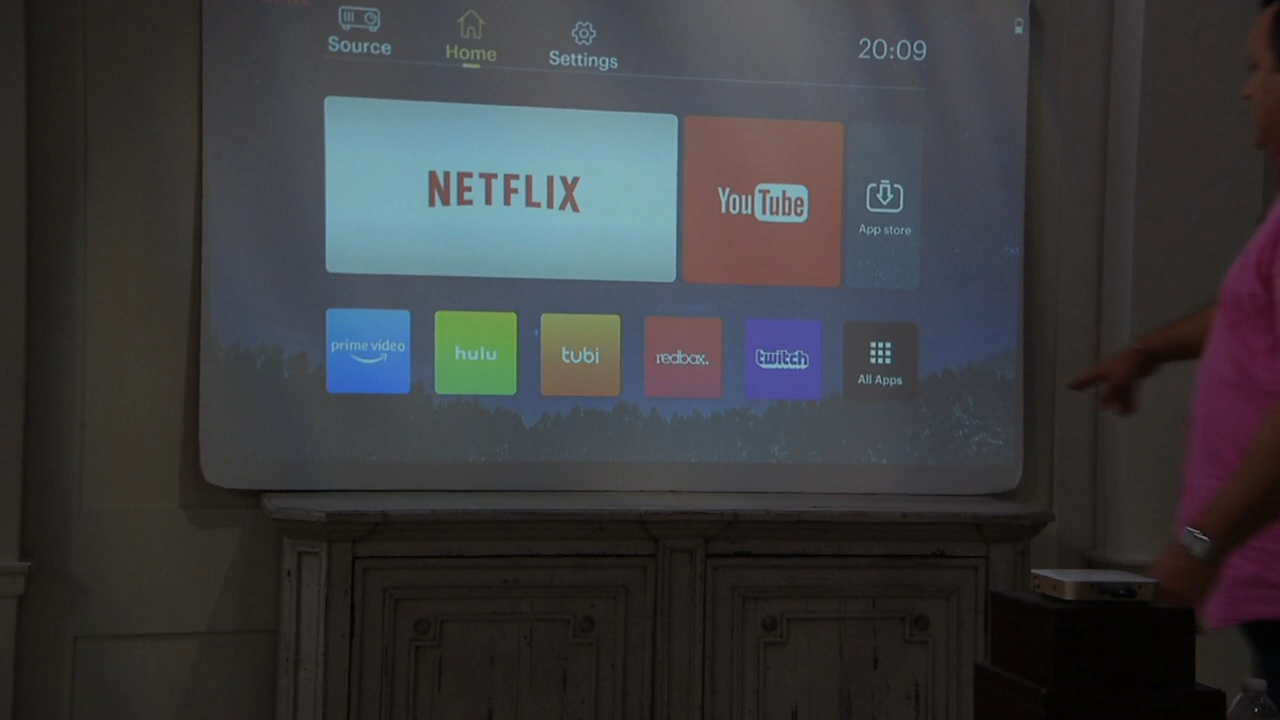 Source
Home
Settings
20:09
NETFLIX
YouTube
App store
prime video
hulu
tubi
redbox.
twitch
All Apps